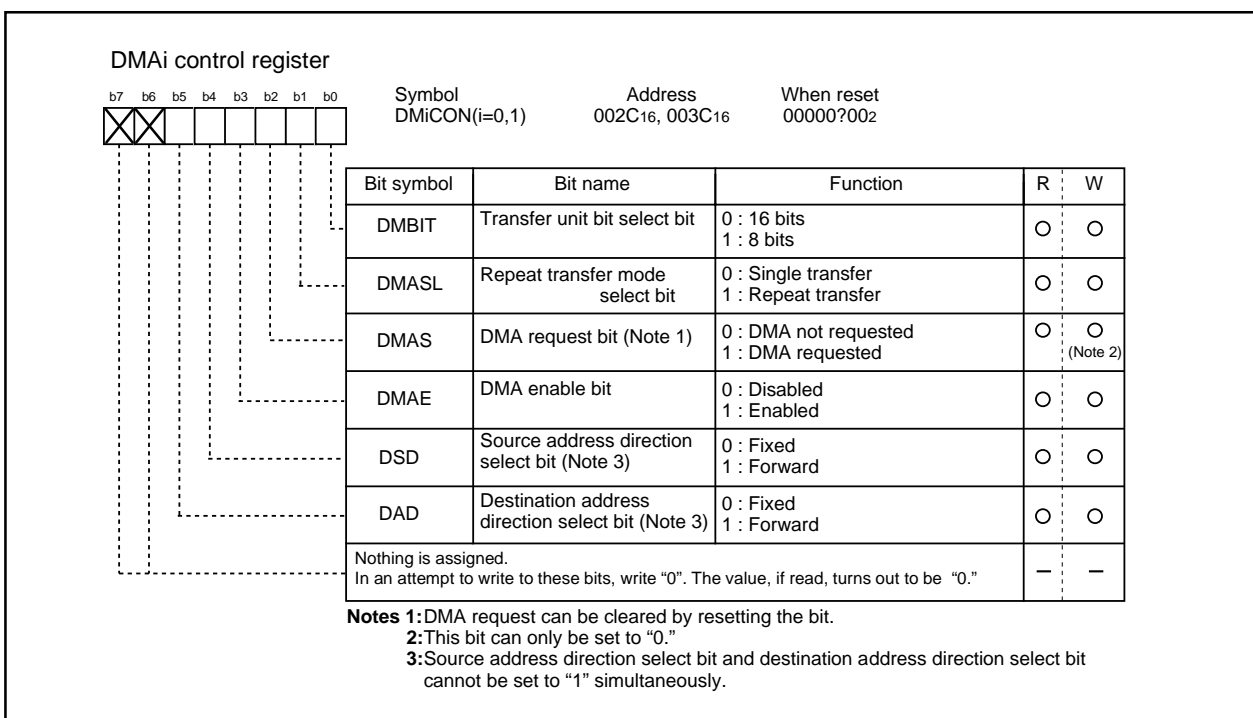 DMAi control register
b7 b6 b5 b4 b3 b2 b1 b0
Symbol Address When reset
DMiCON(i=0,1) 002C16, 003C16 00000?002
Bit symbol Bit name Function R W
DMBIT Transfer unit bit select bit 0 : 16 bits
1 : 8 bits
DMASL Repeat transfer mode
select bit
0 : Single transfer
1 : Repeat transfer
DMAS DMA request bit (Note 1) 0 : DMA not requested
1 : DMA requested
(Note 2)
DMAE DMA enable bit 0 : Disabled
1 : Enabled
DSD Source address direction
select bit (Note 3)
0 : Fixed
1 : Forward
DAD Destination address
direction select bit (Note 3)
0 : Fixed
1 : Forward
Nothing is assigned.
In an attempt to write to these bits, write “0”. The value, if read, turns out to be “0.”
Notes 1:DMA request can be cleared by resetting the bit.
2:This bit can only be set to “0.”
3:Source address direction select bit and destination address direction select bit
cannot be set to “1” simultaneously.